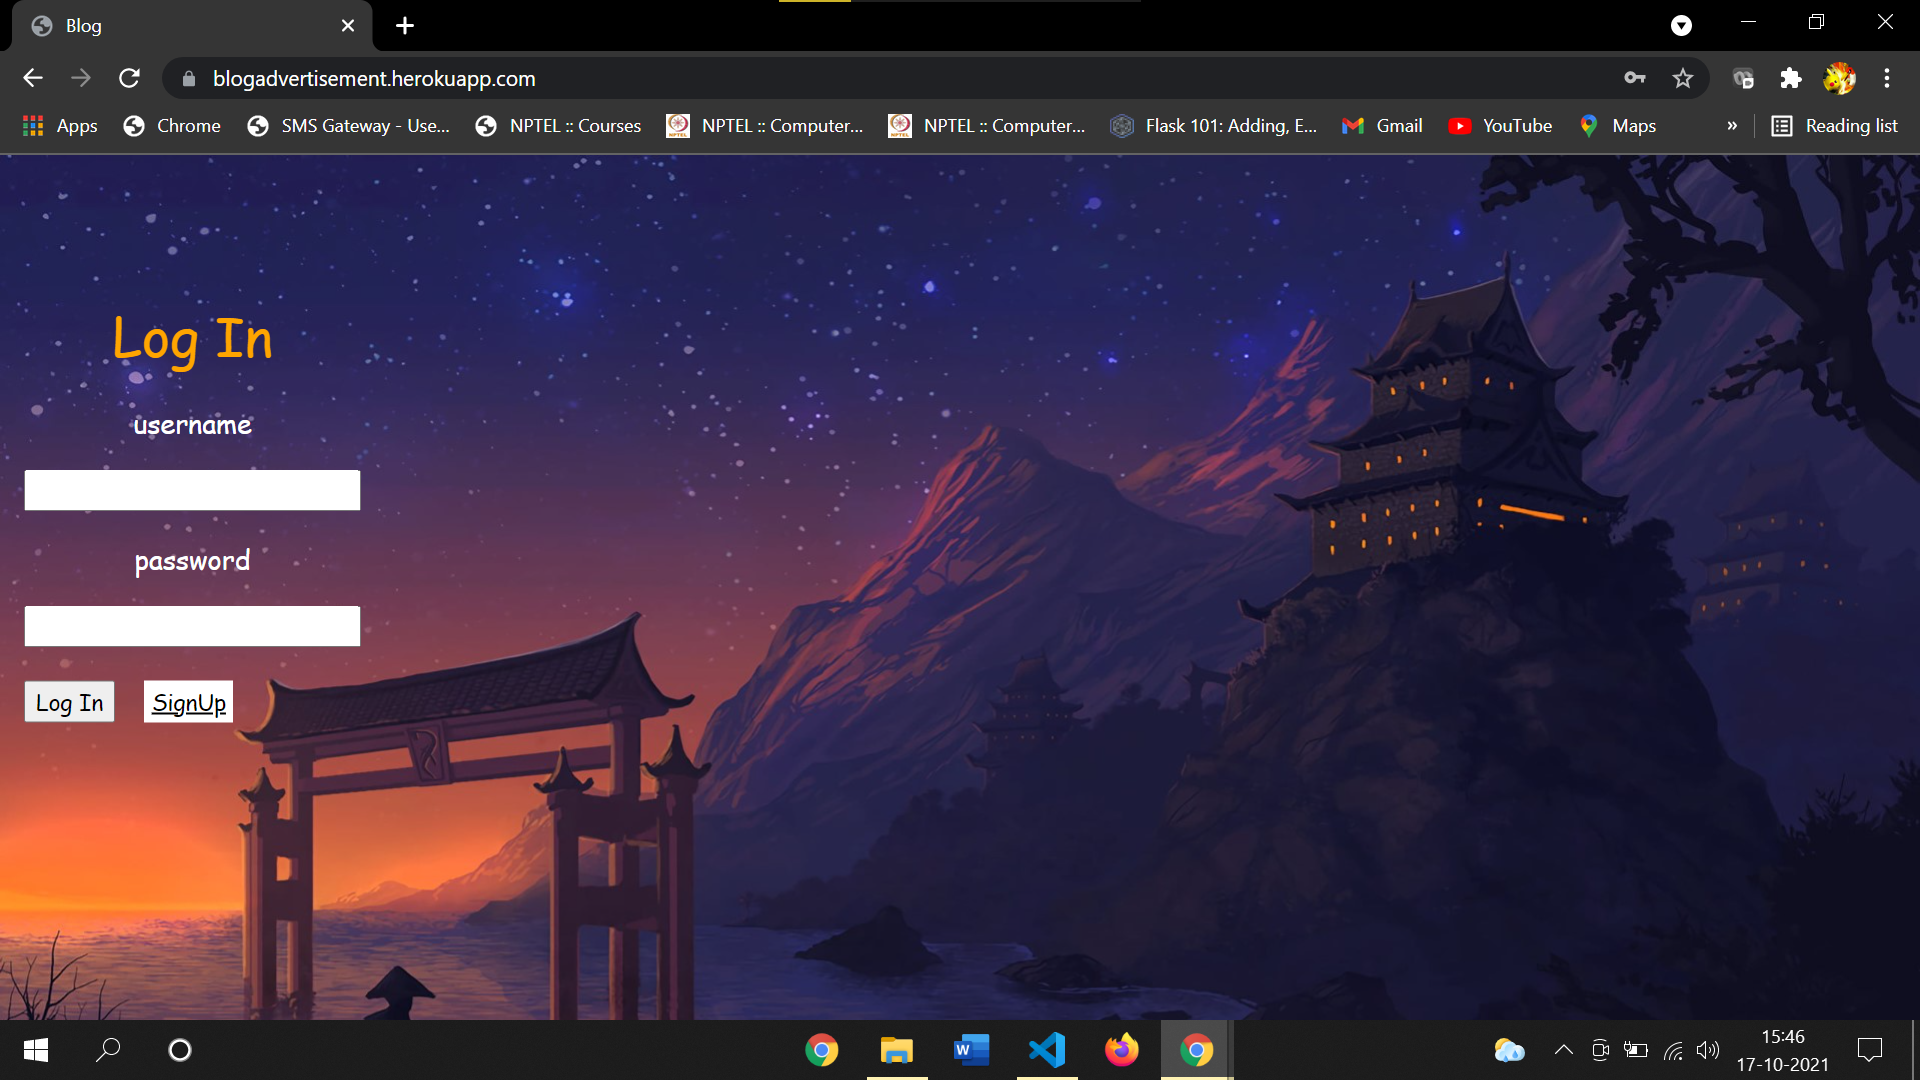 Blog
blogadvertisement.herokuapp.com
Apps Chrome SMS Gateway - Use... NPTEL :: Courses NPTEL :: Computer... NPTEL :: Computer... Flask 101: Adding, E... Gmail YouTube Maps » Reading list
Log In
username
password
Log In SignUp
15:46
17-10-2021